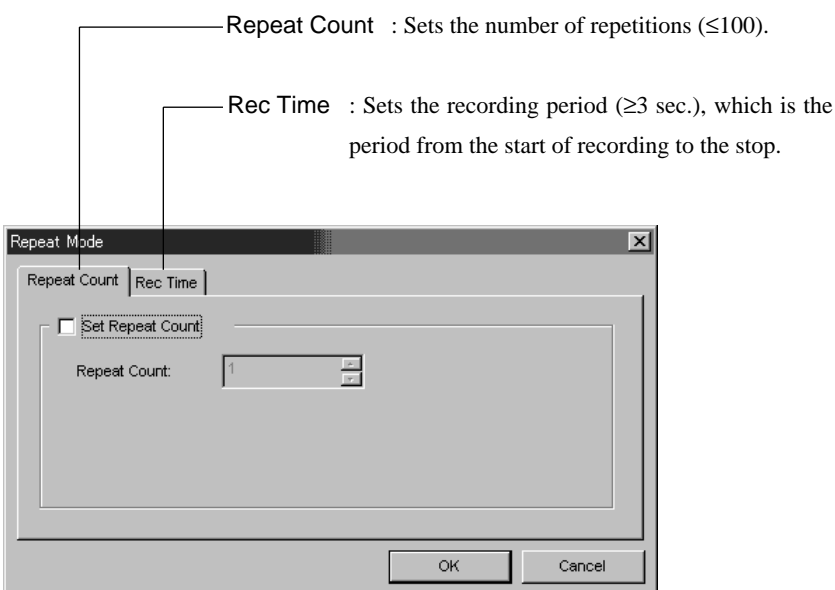 Repeat Count : Sets the number of repetitions (≤100).
Rec Time : Sets the recording period (≥3 sec.), which is the
period from the start of recording to the stop.
Repeat Mode
Repeat Count Rec Time
Set Repeat Count
Repeat Count: 1
OK Cancel